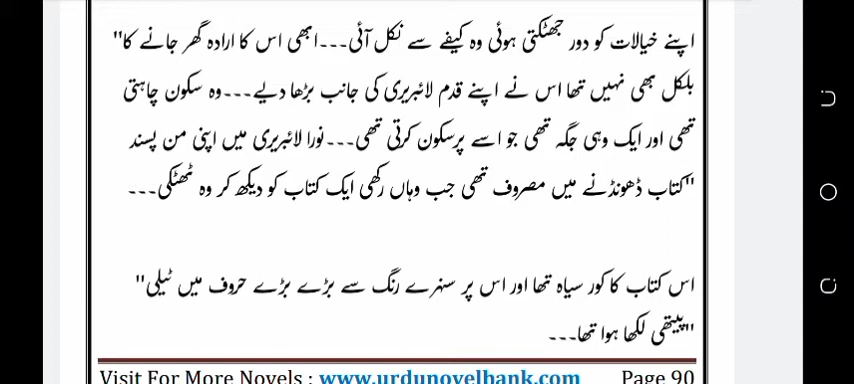 اپنے خیالات کو دور جھٹکتی ہوئی وہ کیفے سے نکل آئی۔۔۔ابھی اس کا ارادہ گھر جانے کا"
بلکل بھی نہیں تھا اس نے اپنے قدم لائبریری کی جانب بڑھا دیے۔۔۔وہ سکون چاہتی
تھی اور ایک وہی جگہ تھی جو اسے پرسکون کرتی تھی۔۔۔نورا لائبریری میں اپنی من پسند
"کتاب ڈھونڈنے میں مصروف تھی جب وہاں رکھی ایک کتاب کو دیکھ کر وہ ٹھٹکی۔۔۔
اس کتاب کا کور سیاہ تھا اور اس پر سنہرے رنگ سے بڑے بڑے حروف میں ٹیلی"
"پیتھی لکھا ہوا تھا۔۔۔
Visit For More Novels : www.urdunovelbank.com Page 90